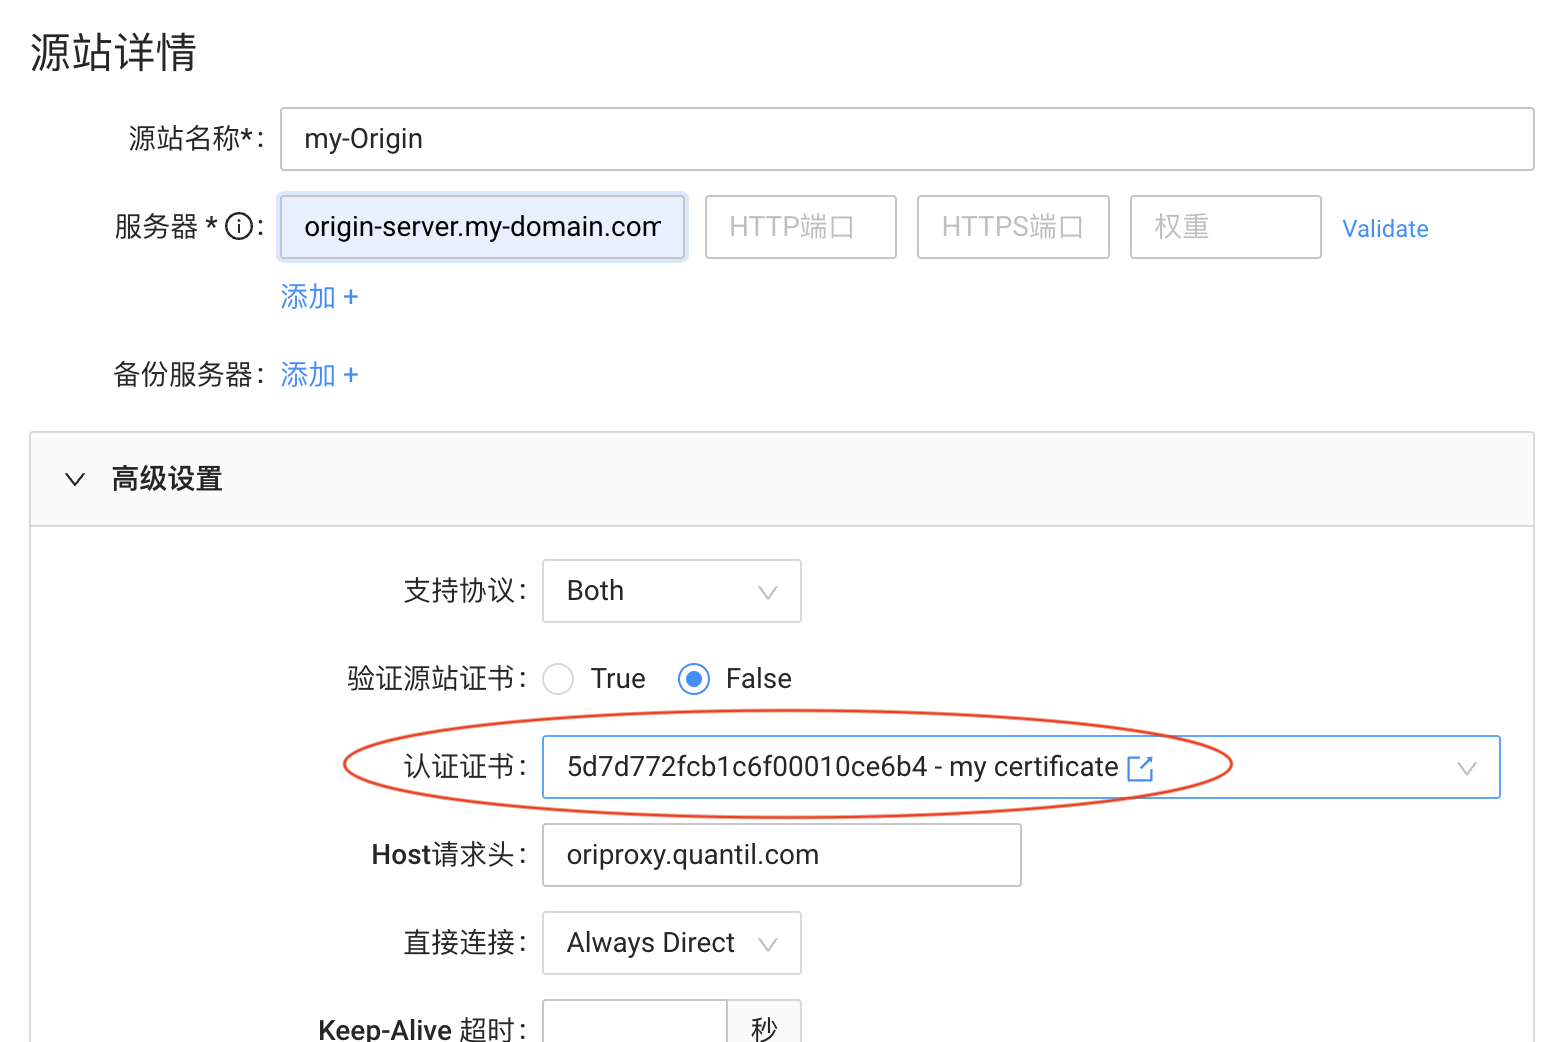 源站详情
源站名称*： my-Origin
服务器 * ⓘ： origin-server.my-domain.com HTTP端口 HTTPS端口 权重 Validate
添加 +
备份服务器： 添加 +
高级设置
支持协议： Both
验证源站证书： True False
认证证书： 5d7d772fcb1c6f00010ce6b4 - my certificate
Host请求头： oriproxy.quantil.com
直接连接： Always Direct
Keep-Alive 超时： 秒